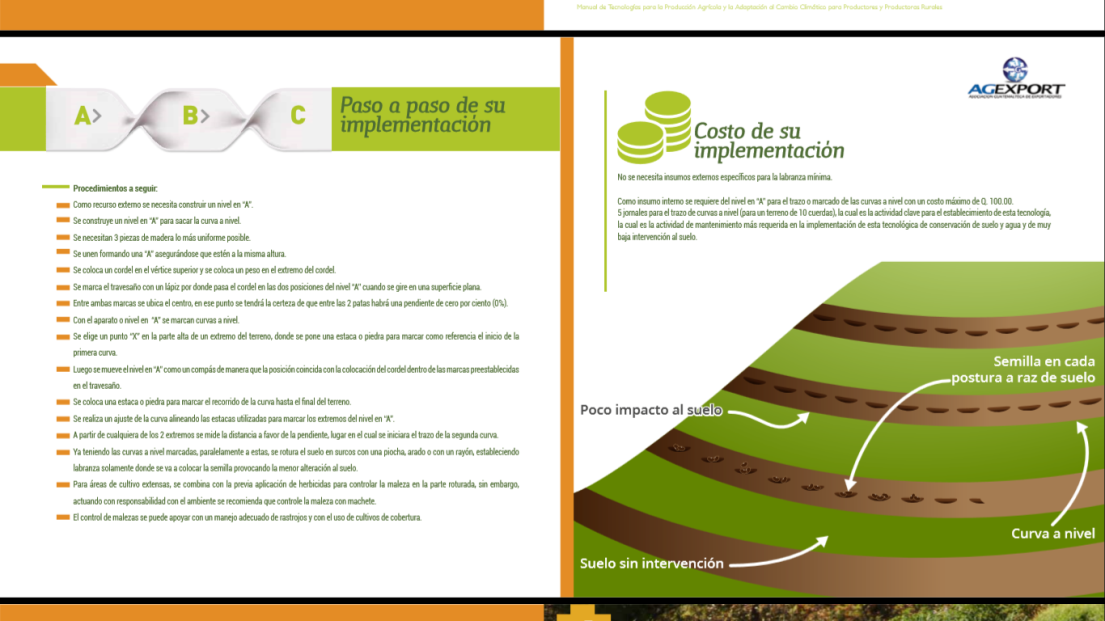 Manual de Tecnologías para la Producción Agrícola y la Adaptación al Cambio Climático para Productores y Productoras Rurales
A> B> C
Paso a paso de su
implementación
Procedimientos a seguir:
Como recurso externo se necesita construir un nivel en “A”.
Se construye un nivel en “A” para sacar la curva a nivel.
Se necesitan 3 piezas de madera lo más uniforme posible.
Se unen formando una “A” asegurándose que estén a la misma altura.
Se coloca un cordel en el vértice superior y se coloca un peso en el extremo del cordel.
Se marca el travesaño con un lápiz por donde pasa el cordel en las dos posiciones del nivel “A” cuando se gire en una superficie plana.
Entre ambas marcas se ubica el centro, en ese punto se tendrá la certeza de que entre las 2 patas habrá una pendiente de cero por ciento (0%).
Con el aparato o nivel en “A” se marcan curvas a nivel.
Se elige un punto “X” en la parte alta de un extremo del terreno, donde se pone una estaca o piedra para marcar como referencia el inicio de la
primera curva.
Luego se mueve el nivel en “A” como un compás de manera que la posición coincida con la colocación del cordel dentro de las marcas preestablecidas
en el travesaño.
Se coloca una estaca o piedra para marcar el recorrido de la curva hasta el final del terreno.
Se realiza un ajuste de la curva alineando las estacas utilizadas para marcar los extremos del nivel en “A”.
A partir de cualquiera de los 2 extremos se mide la distancia a favor de la pendiente, lugar en el cual se iniciara el trazo de la segunda curva.
Ya teniendo las curvas a nivel marcadas, paralelamente a estas, se rotura el suelo en surcos con una piocha, arado o con un rayón, estableciendo
labranza solamente donde se va a colocar la semilla provocando la menor alteración al suelo.
Para áreas de cultivo extensas, se combina con la previa aplicación de herbicidas para controlar la maleza en la parte roturada, sin embargo,
actuando con responsabilidad con el ambiente se recomienda que controle la maleza con machete.
El control de malezas se puede apoyar con un manejo adecuado de rastrojos y con el uso de cultivos de cobertura.
AGEXPORT
ASOCIACIÓN GUATEMALTECA DE EXPORTADORES
Costo de su
implementación
No se necesita insumos externos específicos para la labranza mínima.
Como insumo interno se requiere del nivel en “A” para el trazo o marcado de las curvas a nivel con un costo máximo de Q. 100.00.
5 jornales para el trazo de curvas a nivel (para un terreno de 10 cuerdas), la cual es la actividad clave para el establecimiento de esta tecnología,
la cual es la actividad de mantenimiento más requerida en la implementación de esta tecnológica de conservación de suelo y agua y de muy
baja intervención al suelo.
Semilla en cada
postura a raz de suelo
Poco impacto al suelo
Curva a nivel
Suelo sin intervención